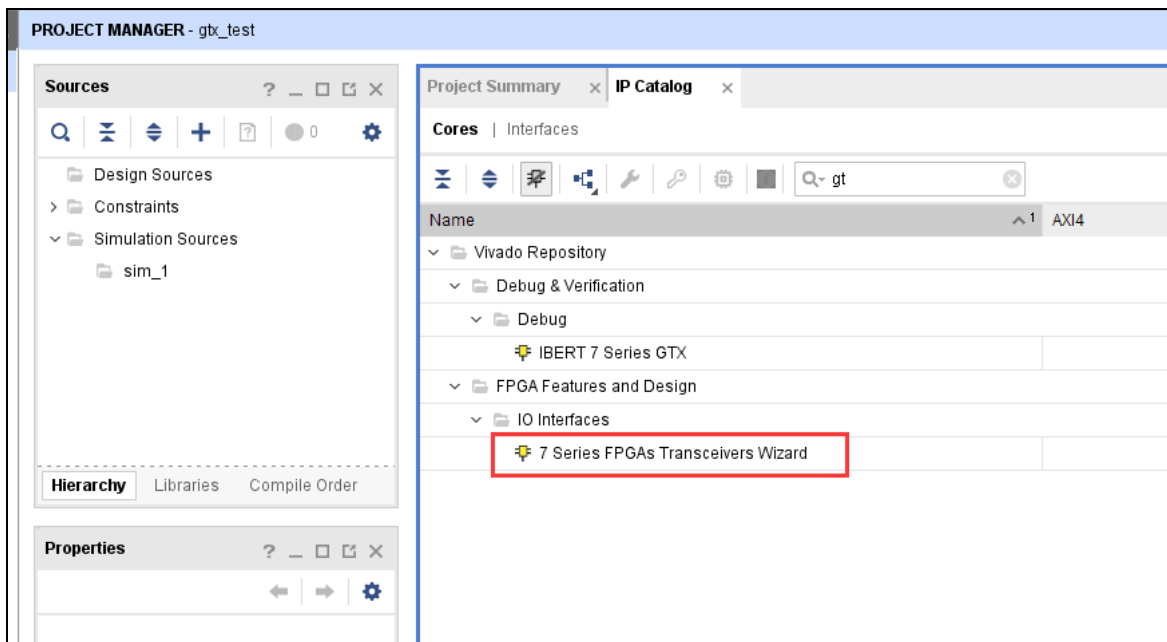 PROJECT MANAGER - gtx_test
Sources
0
Design Sources
Constraints
Simulation Sources
sim_1
Hierarchy Libraries Compile Order
Properties
Project Summary IP Catalog
Cores | Interfaces
gt
Name 1 AXI4
Vivado Repository
Debug & Verification
Debug
IBERT 7 Series GTX
FPGA Features and Design
IO Interfaces
7 Series FPGAs Transceivers Wizard